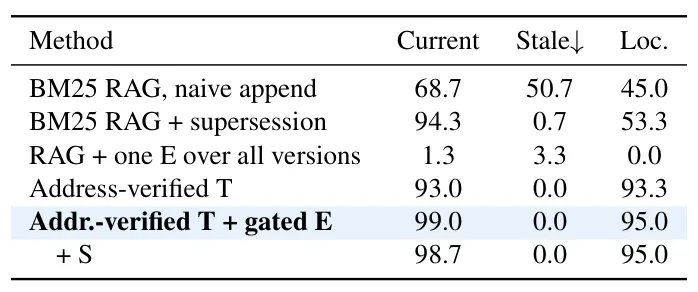 Method Current Stale↓ Loc.
BM25 RAG, naive append 68.7 50.7 45.0
BM25 RAG + supersession 94.3 0.7 53.3
RAG + one E over all versions 1.3 3.3 0.0
Address-verified T 93.0 0.0 93.3
Addr.-verified T + gated E 99.0 0.0 95.0
+ S 98.7 0.0 95.0